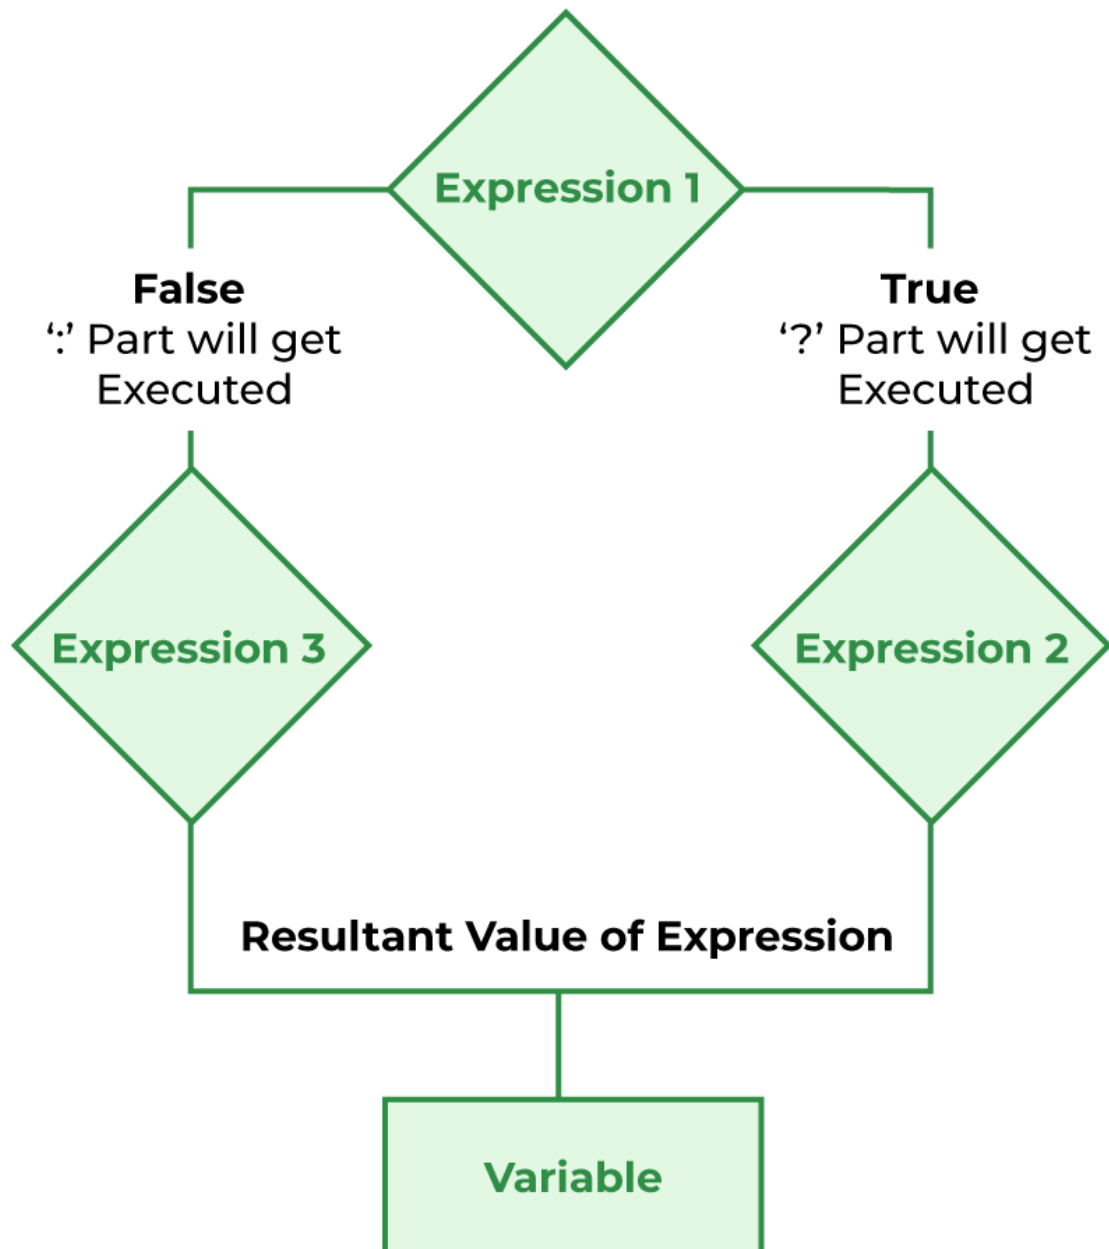 Expression 1
False
‘:’ Part will get
Executed
True
‘?’ Part will get
Executed
Expression 3
Expression 2
Resultant Value of Expression
Variable